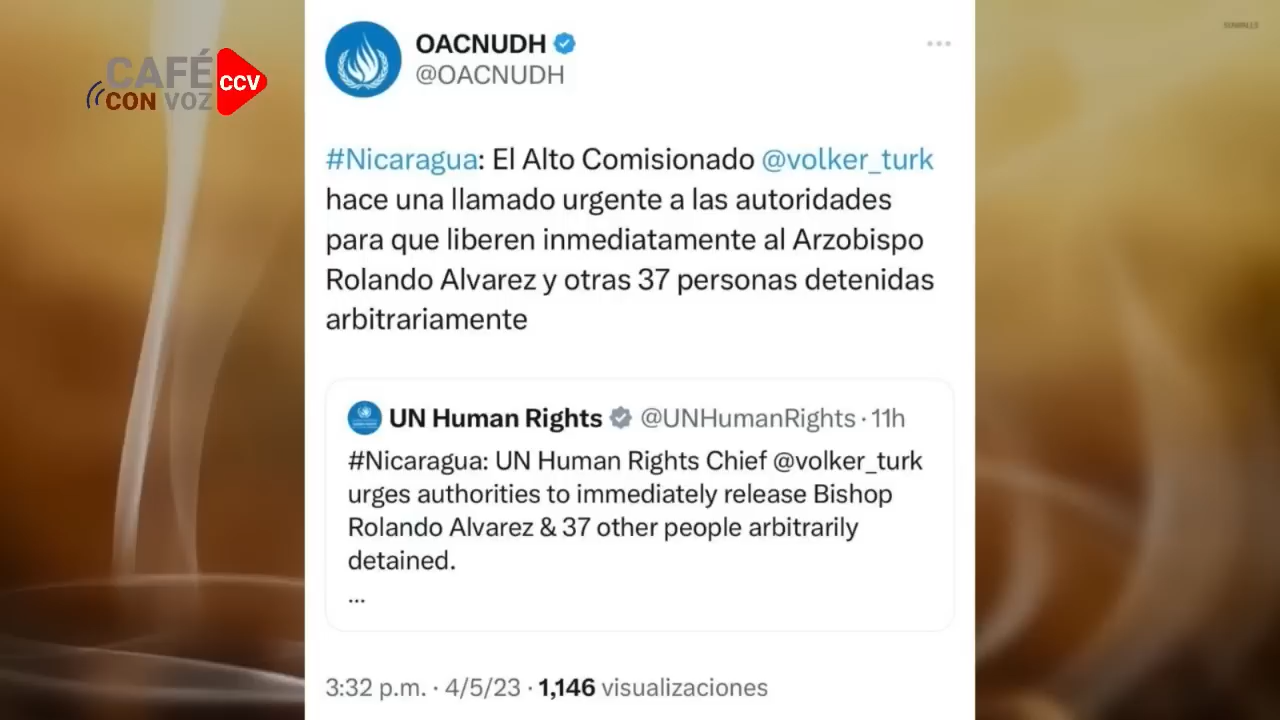 CAFÉ
CON VOZ
CCV
OACNUDH
@OACNUDH
#Nicaragua: El Alto Comisionado @volker_turk
hace una llamado urgente a las autoridades
para que liberen inmediatamente al Arzobispo
Rolando Alvarez y otras 37 personas detenidas
arbitrariamente
UN Human Rights @UNHumanRights · 11h
#Nicaragua: UN Human Rights Chief @volker_turk
urges authorities to immediately release Bishop
Rolando Alvarez & 37 other people arbitrarily
detained.
...
3:32 p.m. · 4/5/23 · 1,146 visualizaciones